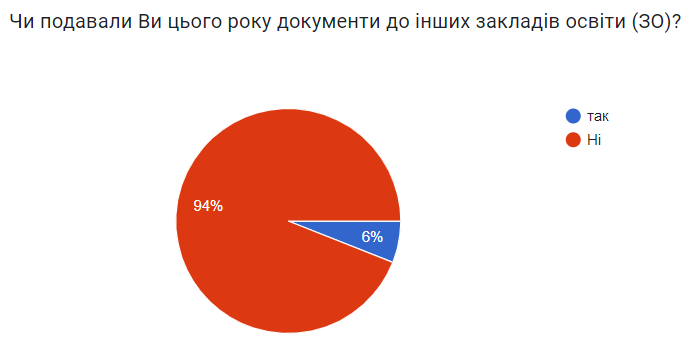 Чи подавали Ви цього року документи до інших закладів освіти (ЗО)?
так
Ні
94%
6%